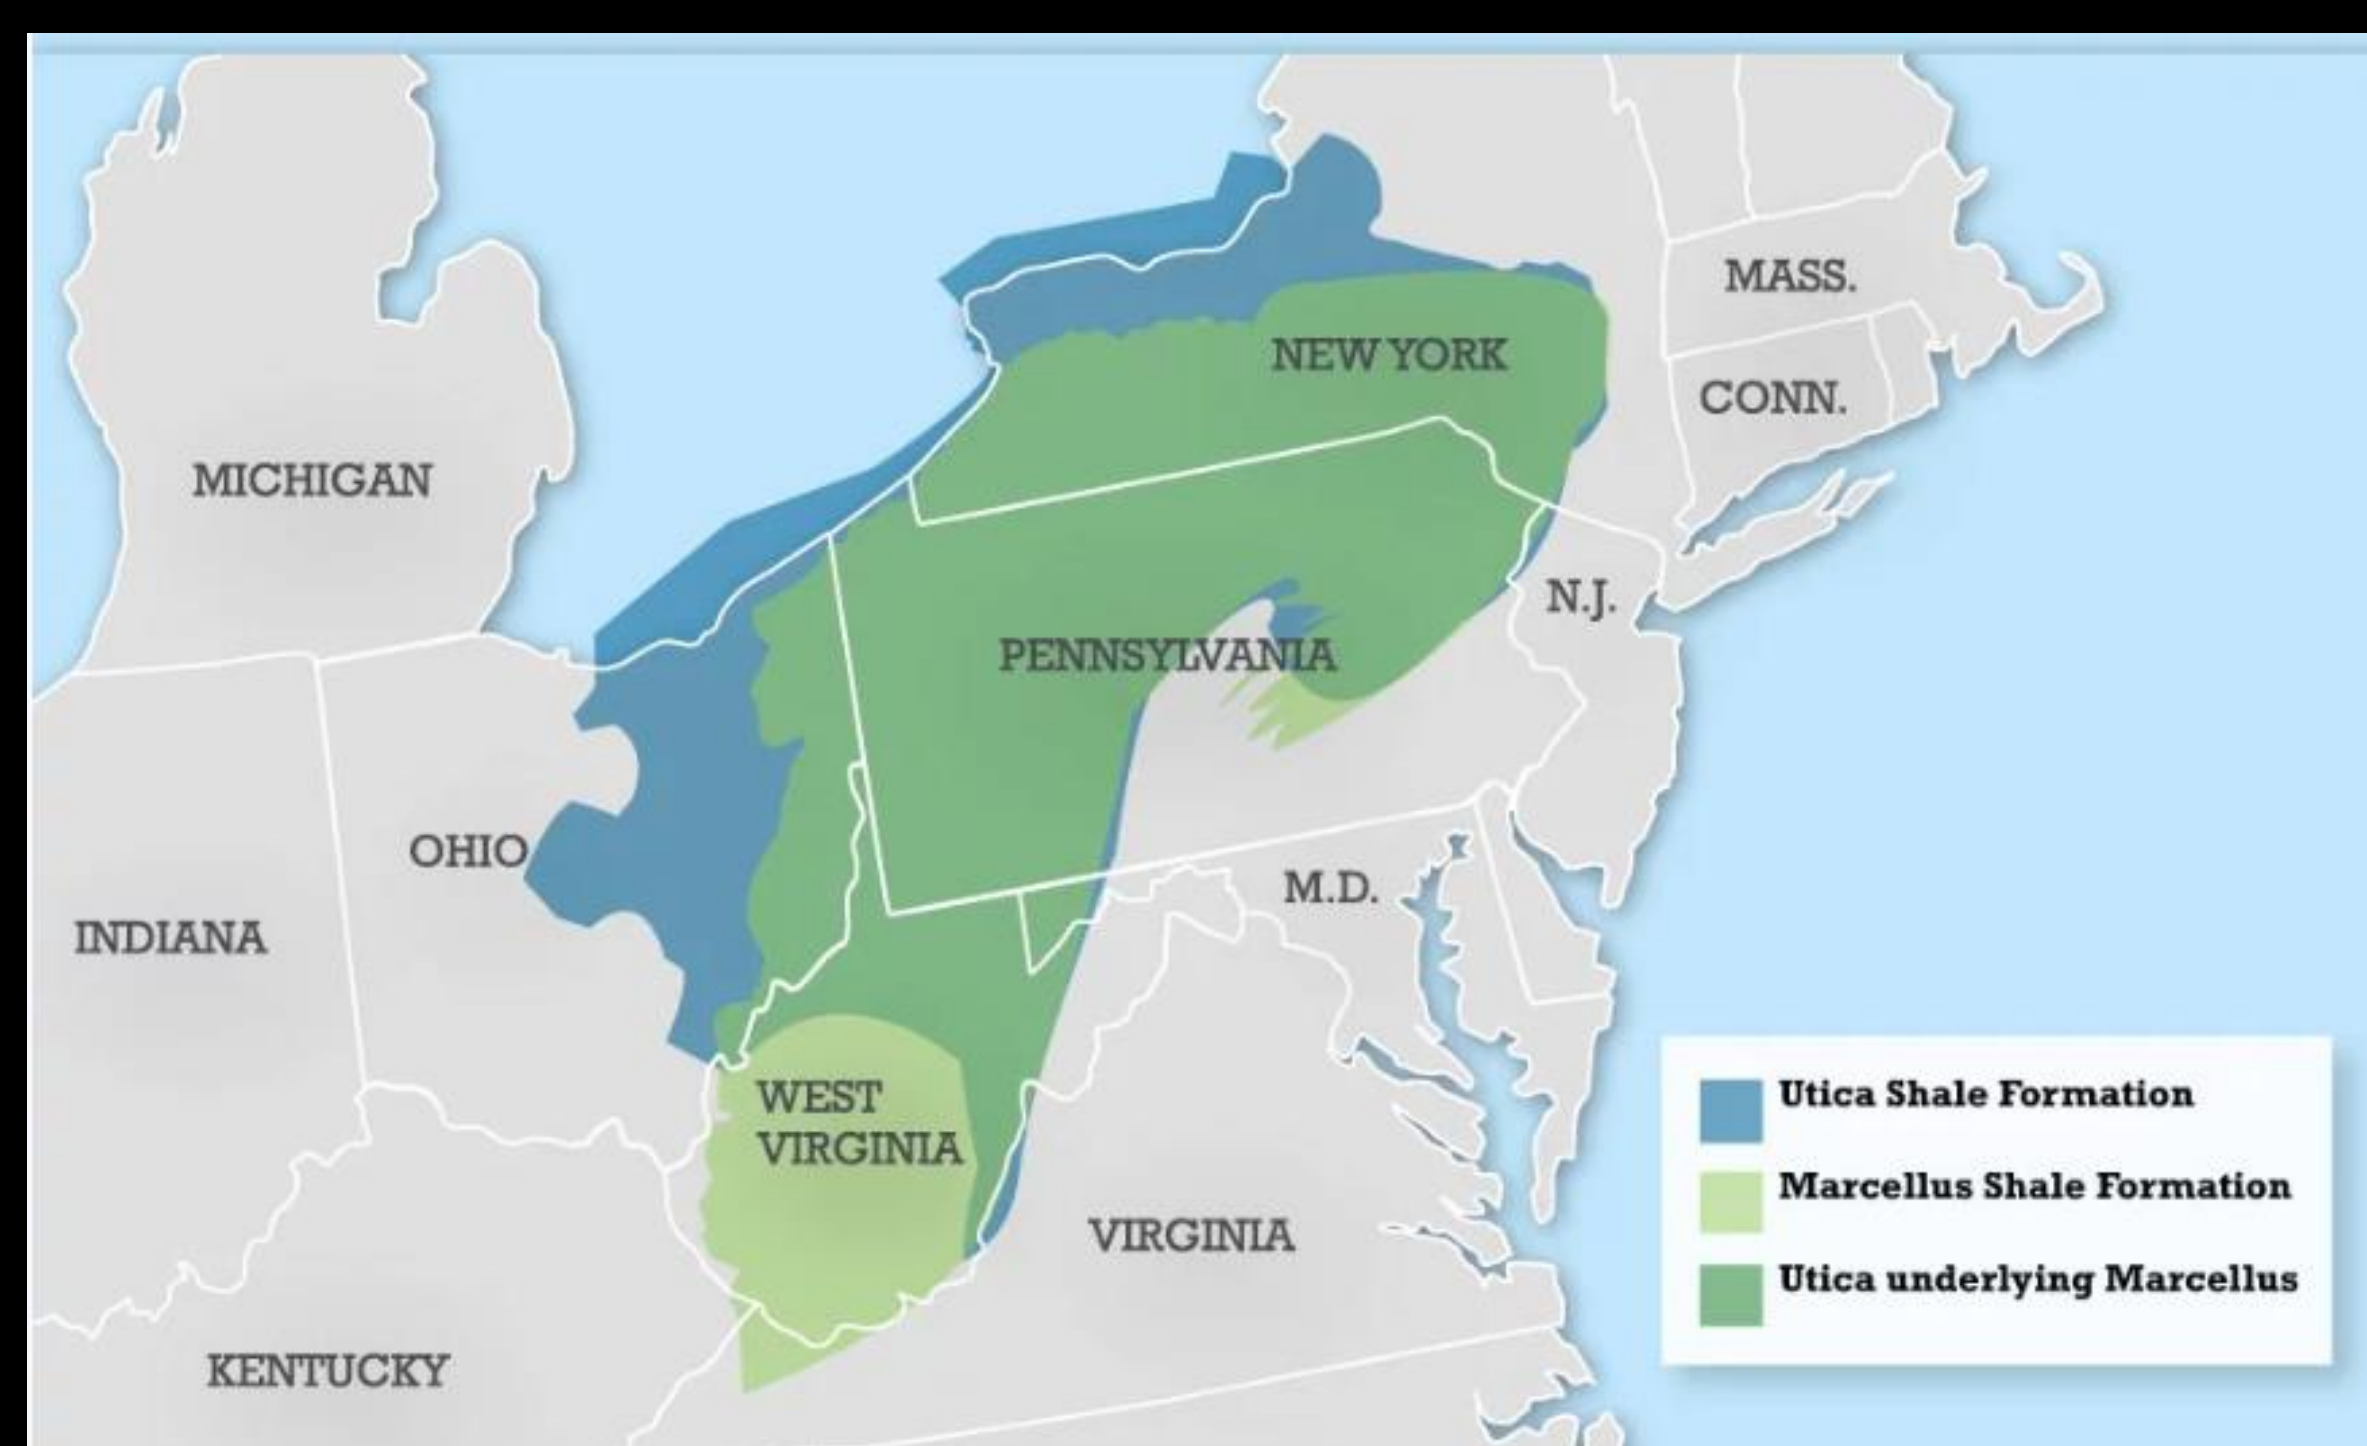 MASS.
NEW YORK
CONN.
MICHIGAN
N.J.
PENNSYLVANIA
OHIO
M.D.
INDIANA
WEST
VIRGINIA
VIRGINIA
KENTUCKY
Utica Shale Formation
Marcellus Shale Formation
Utica underlying Marcellus